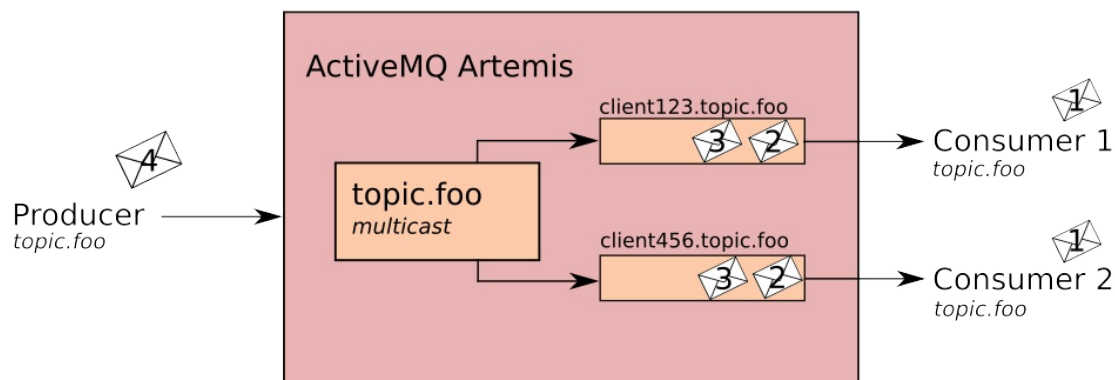 ActiveMQ Artemis
4
Producer
topic.foo
topic.foo
multicast
client123.topic.foo
3 2
client456.topic.foo
3 2
1
Consumer 1
topic.foo
1
Consumer 2
topic.foo